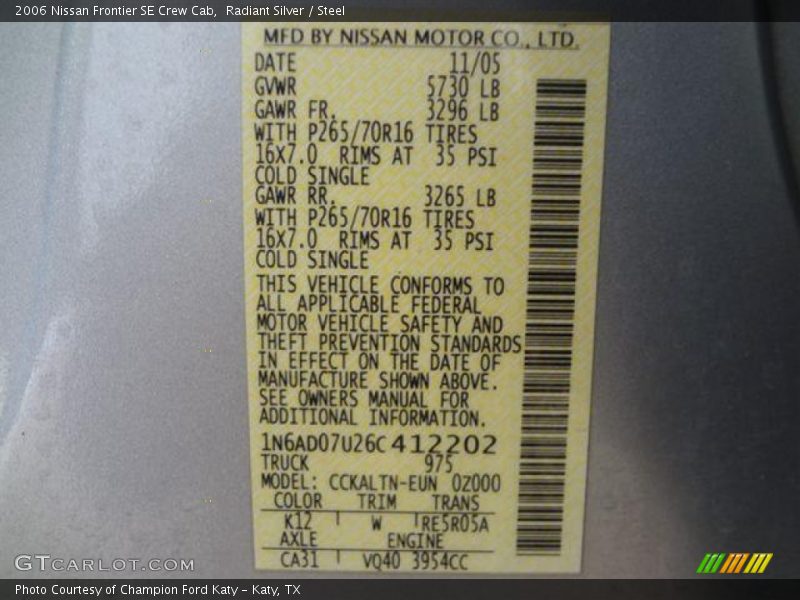 2006 Nissan Frontier SE Crew Cab,  Radiant Silver / Steel
MFD BY NISSAN MOTOR CO., LTD.
DATE 11/05
GVWR 5730 LB
GAWR FR. 3296 LB
WITH P265/70R16 TIRES
16X7.0 RIMS AT 35 PSI
COLD SINGLE
GAWR RR. 3265 LB
WITH P265/70R16 TIRES
16X7.0 RIMS AT 35 PSI
COLD SINGLE
THIS VEHICLE CONFORMS TO
ALL APPLICABLE FEDERAL
MOTOR VEHICLE SAFETY AND
THEFT PREVENTION STANDARDS
IN EFFECT ON THE DATE OF
MANUFACTURE SHOWN ABOVE.
SEE OWNERS MANUAL FOR
ADDITIONAL INFORMATION.
1N6AD07U26C412202
TRUCK 975
MODEL: CCKALTN-EUN 0Z000
COLOR TRIM TRANS
K12 W RE5R05A
AXLE ENGINE
CA31 VQ40 3954CC
GTCARLOT.COM
Photo Courtesy of Champion Ford Katy – Katy, TX